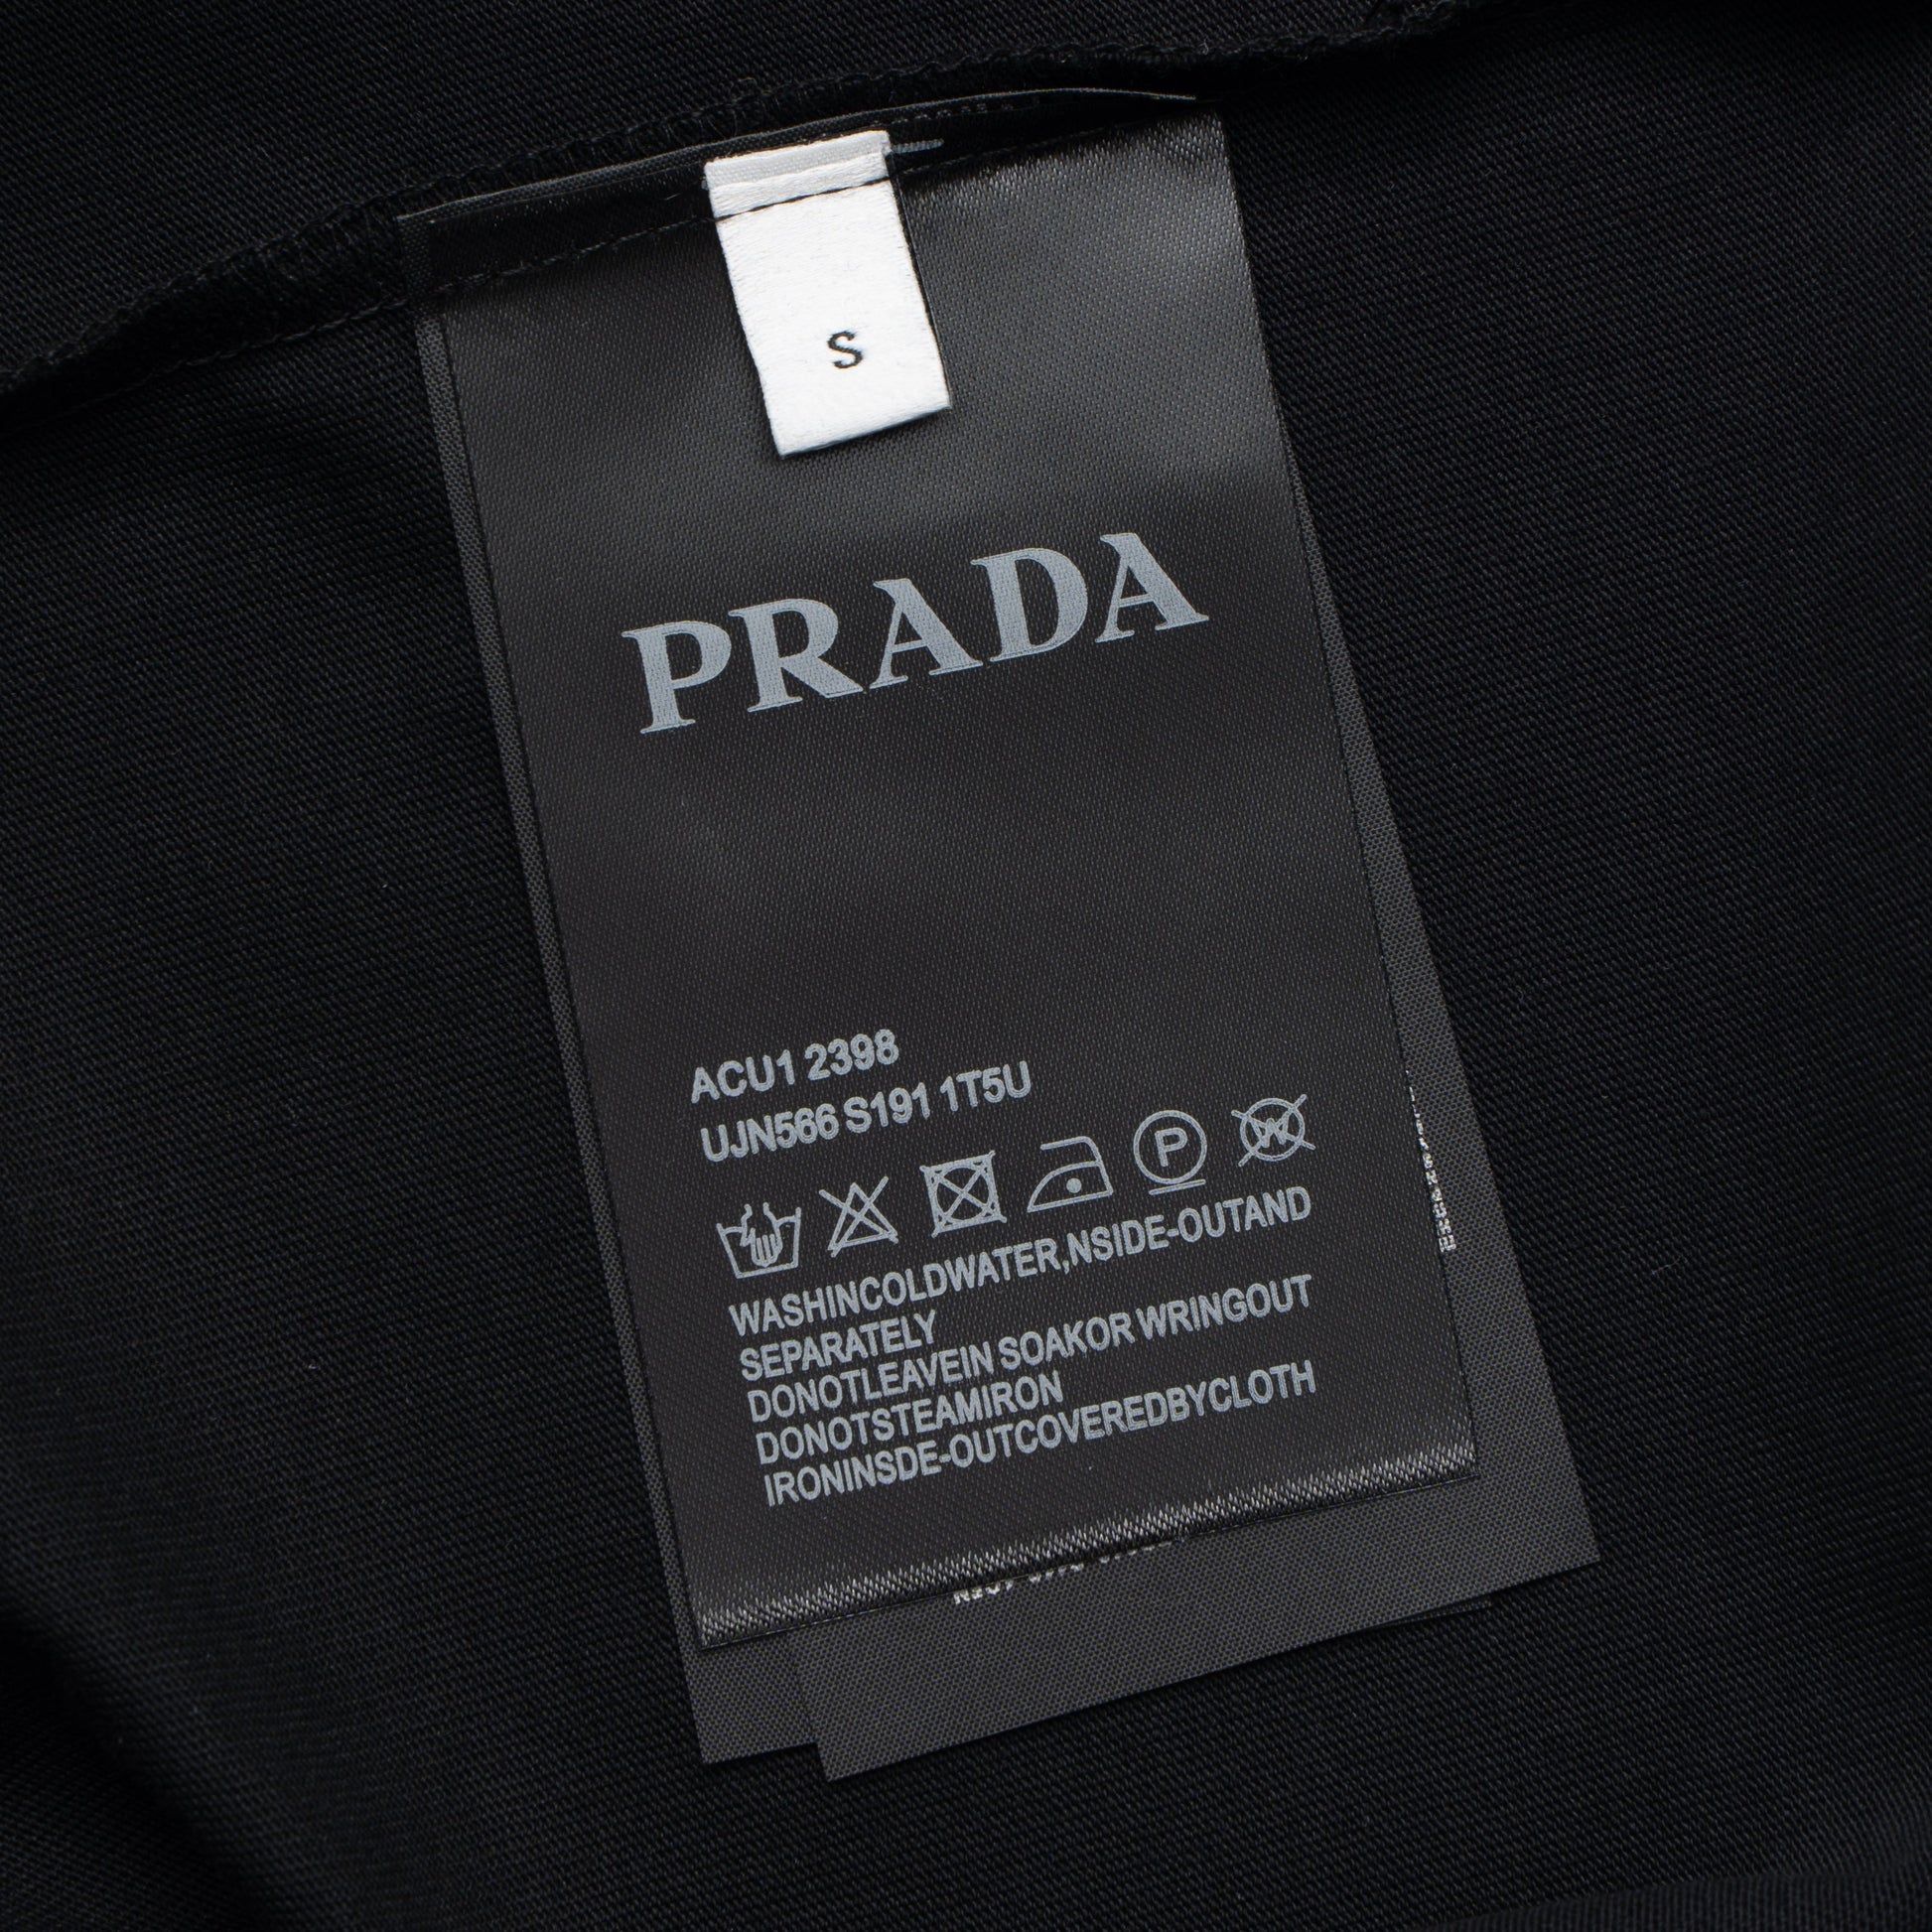 S
PRADA
ACU1 2398
UJN566 S191 1T5U
P
W
WASHINCOLDWATER,NSIDE-OUTAND
SEPARATELY
DONOTLEAVEIN SOAKOR WRINGOUT
DONOTSTEAMIRON
IRONINSDE-OUTCOVEREDBYCLOTH